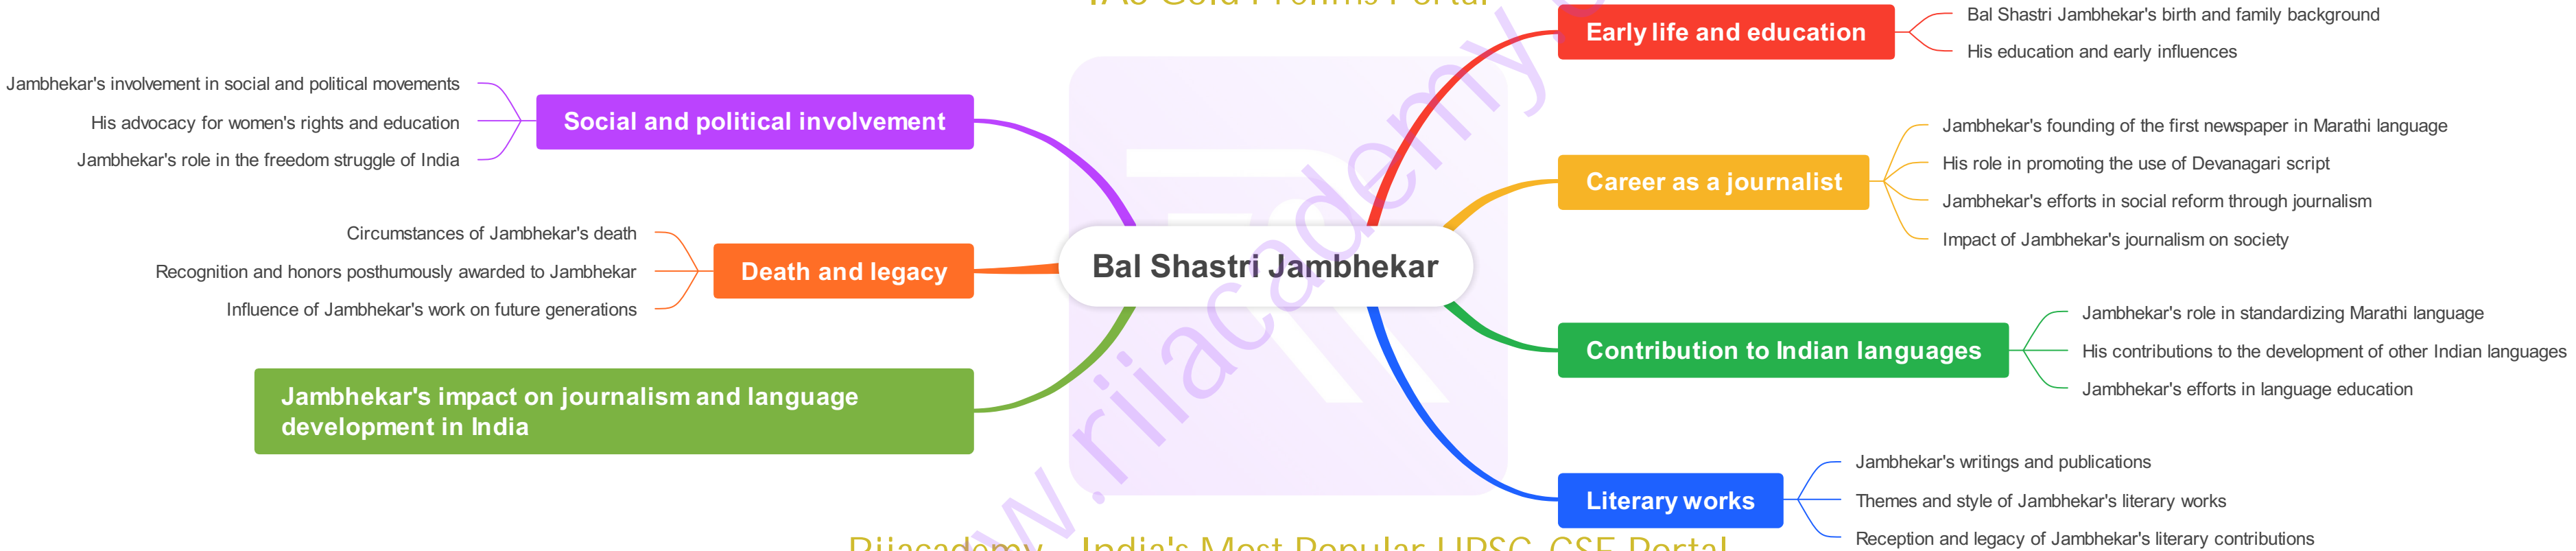 IAS Gold Prelims Portal
Bal Shastri Jambhekar
Early life and education
Bal Shastri Jambhekar's birth and family background
His education and early influences
Career as a journalist
Jambhekar's founding of the first newspaper in Marathi language
His role in promoting the use of Devanagari script
Jambhekar's efforts in social reform through journalism
Impact of Jambhekar's journalism on society
Contribution to Indian languages
Jambhekar's role in standardizing Marathi language
His contributions to the development of other Indian languages
Jambhekar's efforts in language education
Literary works
Jambhekar's writings and publications
Themes and style of Jambhekar's literary works
Reception and legacy of Jambhekar's literary contributions
Social and political involvement
Jambhekar's involvement in social and political movements
His advocacy for women's rights and education
Jambhekar's role in the freedom struggle of India
Death and legacy
Circumstances of Jambhekar's death
Recognition and honors posthumously awarded to Jambhekar
Influence of Jambhekar's work on future generations
Jambhekar's impact on journalism and language
development in India
w.rijacademy.
Rijacademy - India's Most Popular UPSC-CSE Portal